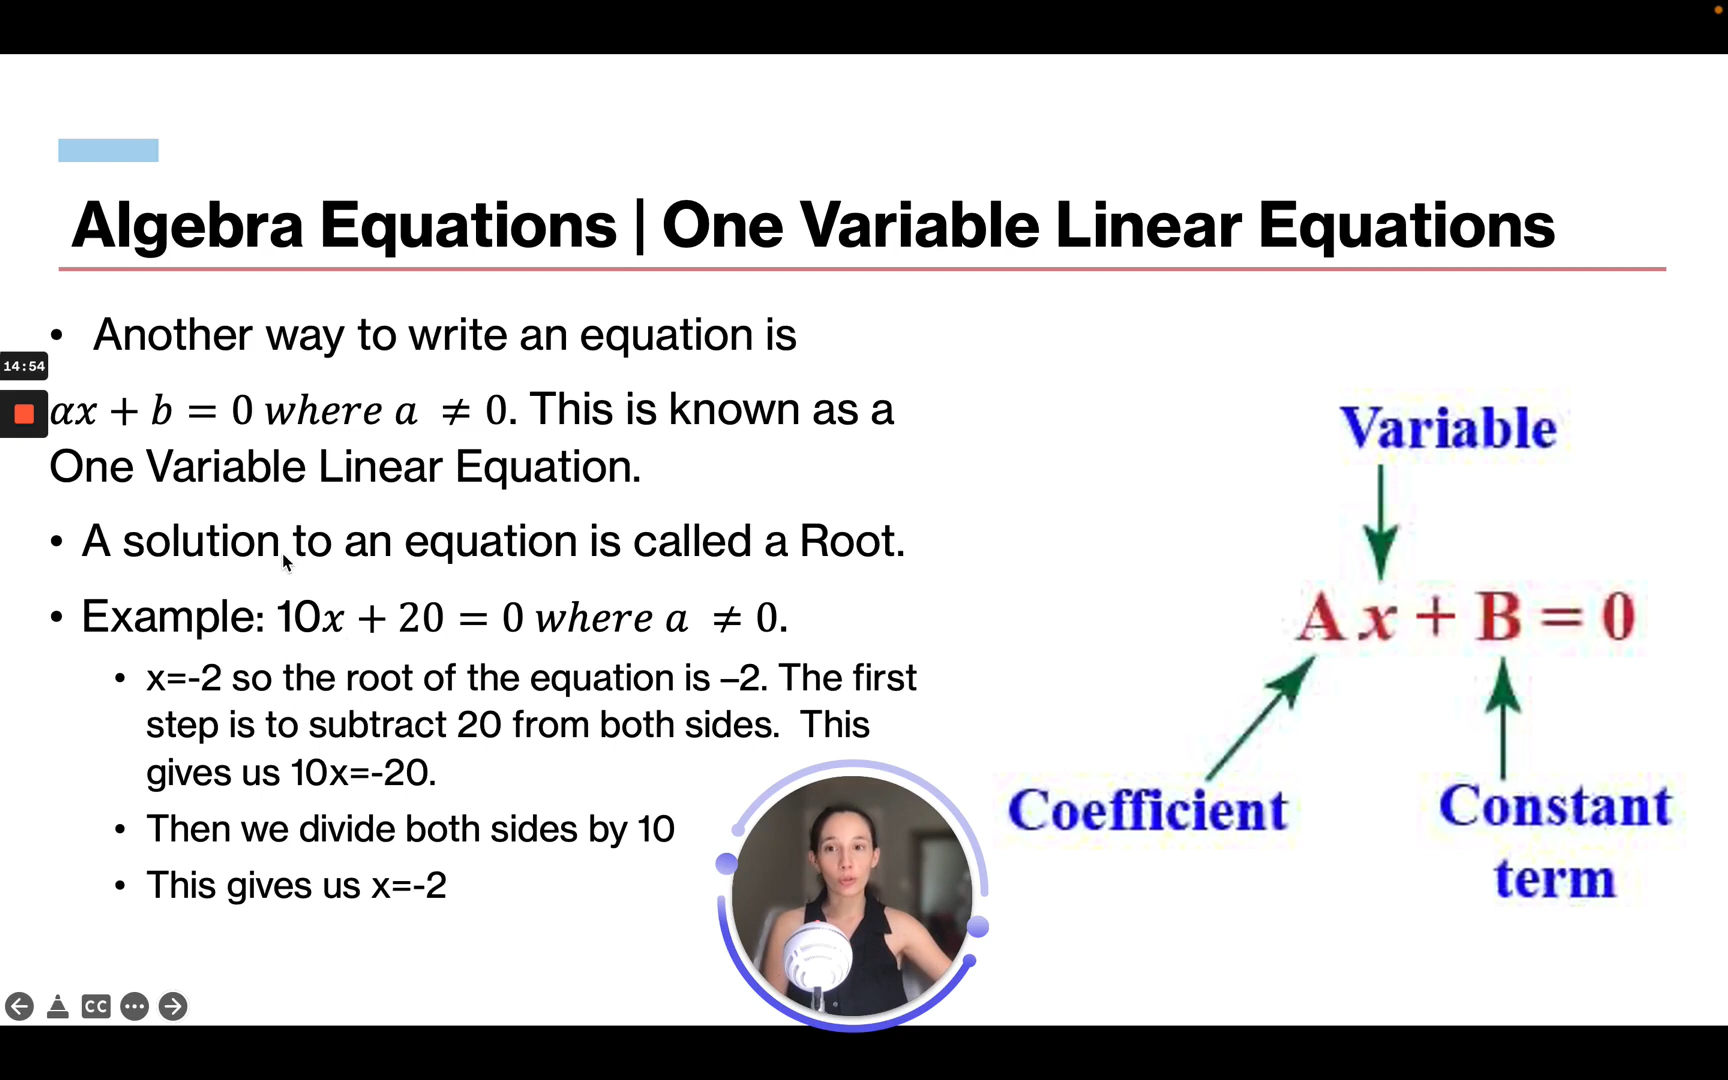 Algebra Equations | One Variable Linear Equations
• Another way to write an equation is
14:54
αx + b = 0 where a ≠ 0. This is known as a
One Variable Linear Equation.
• A solution to an equation is called a Root.
• Example: 10x + 20 = 0 where a ≠ 0.
• x=-2 so the root of the equation is –2. The first
step is to subtract 20 from both sides. This
gives us 10x=-20.
• Then we divide both sides by 10
• This gives us x=-2
Variable
A x + B = 0
Coefficient
Constant
term
CC